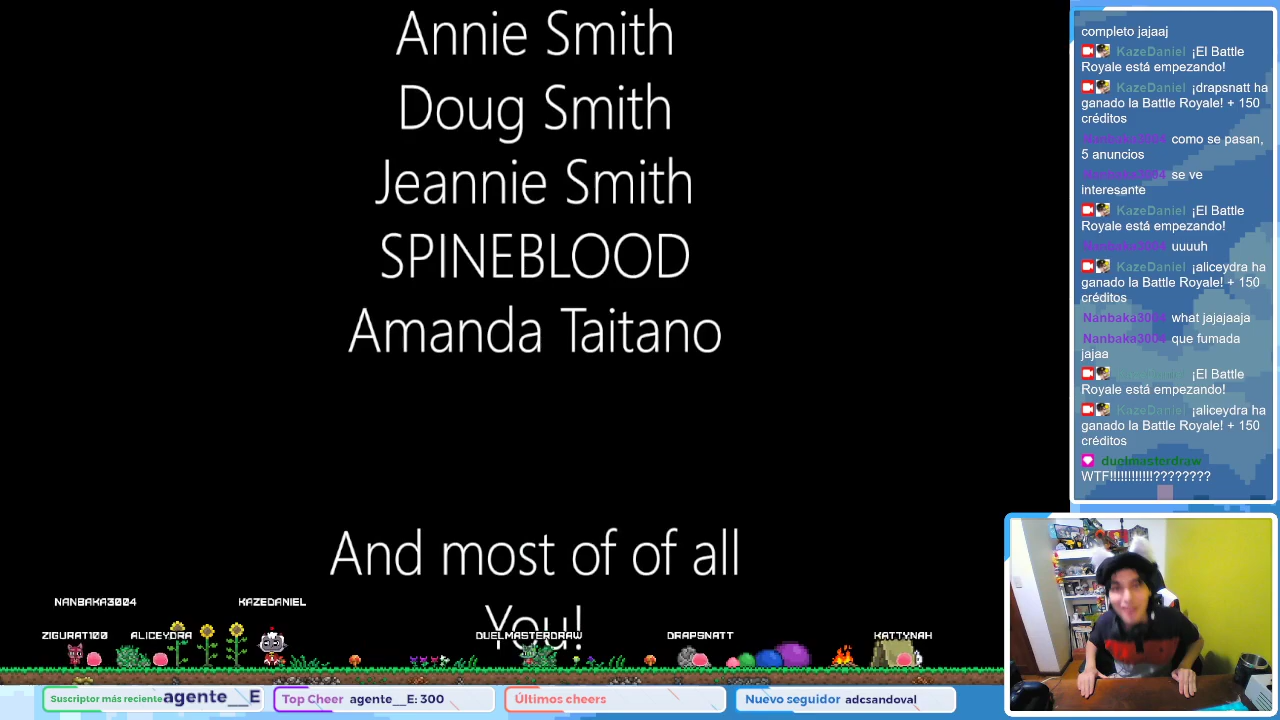 Annie Smith
Doug Smith
Jeannie Smith
SPINEBLOOD
Amanda Taitano
And most of of all
You!
NANBAKA3004
KAZEDANIEL
ZIGURAT100
ALICEYDRA
DUELMASTERDRAW
DRAPSNATT
KATTYNAH
Suscriptor más reciente agente__E
Top Cheer agente__E: 300
Últimos cheers
Nuevo seguidor adcsandoval
completo jajaaj
KazeDaniel ¡El Battle
Royale está empezando!
KazeDaniel ¡drapsnatt ha
ganado la Battle Royale! + 150
créditos
Nanbaka3004 como se pasan,
5 anuncios
Nanbaka3004 se ve
interesante
KazeDaniel ¡El Battle
Royale está empezando!
Nanbaka3004 uuuuh
KazeDaniel ¡aliceydra ha
ganado la Battle Royale! + 150
créditos
Nanbaka3004 what jajajaaja
Nanbaka3004 que fumada
jajaa
KazeDaniel ¡El Battle
Royale está empezando!
KazeDaniel ¡aliceydra ha
ganado la Battle Royale! + 150
créditos
duelmasterdraw
WTF!!!!!!!!!!!!????????